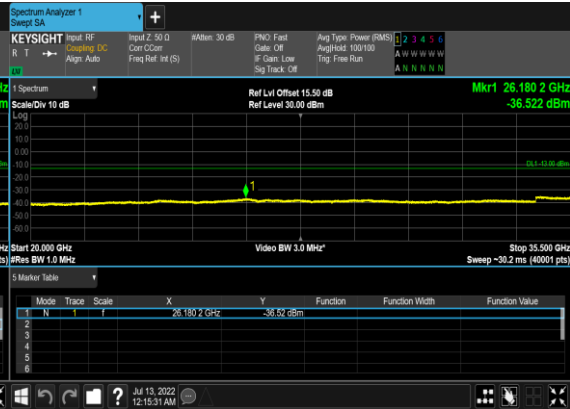 Spectrum Analyzer 1
Swept SA
+
KEYSIGHT Input: RF Input Z: 50 Ω #Atten: 30 dB PNO: Fast Avg Type: Power (RMS) 1 2 3 4 5 6
R T Coupling: DC Corr CCorr Gate: Off Avg|Hold: 100/100 A W W W W W
Align: Auto Freq Ref: Int (S) IF Gain: Low Trig: Free Run
Sig Track: Off A N N N N N
1 Spectrum Ref Lvl Offset 15.50 dB Mkr1 26.180 2 GHz
Scale/Div 10 dB Ref Level 30.00 dBm -36.522 dBm
Log
20.0
10.0
0.00
-10.0 DL1 -13.00 dBm
-20.0
-30.0 1
-40.0
-50.0
-60.0
Hz Start 20.000 GHz Video BW 3.0 MHz* Stop 35.500 GHz
ts) #Res BW 1.0 MHz Sweep ~30.2 ms (40001 pts)
5 Marker Table
Mode Trace Scale X Y Function Function Width Function Value
1 N 1 f 26.180 2 GHz -36.52 dBm
2
3
4
5
6
? Jul 13, 2022
12:15:31 AM